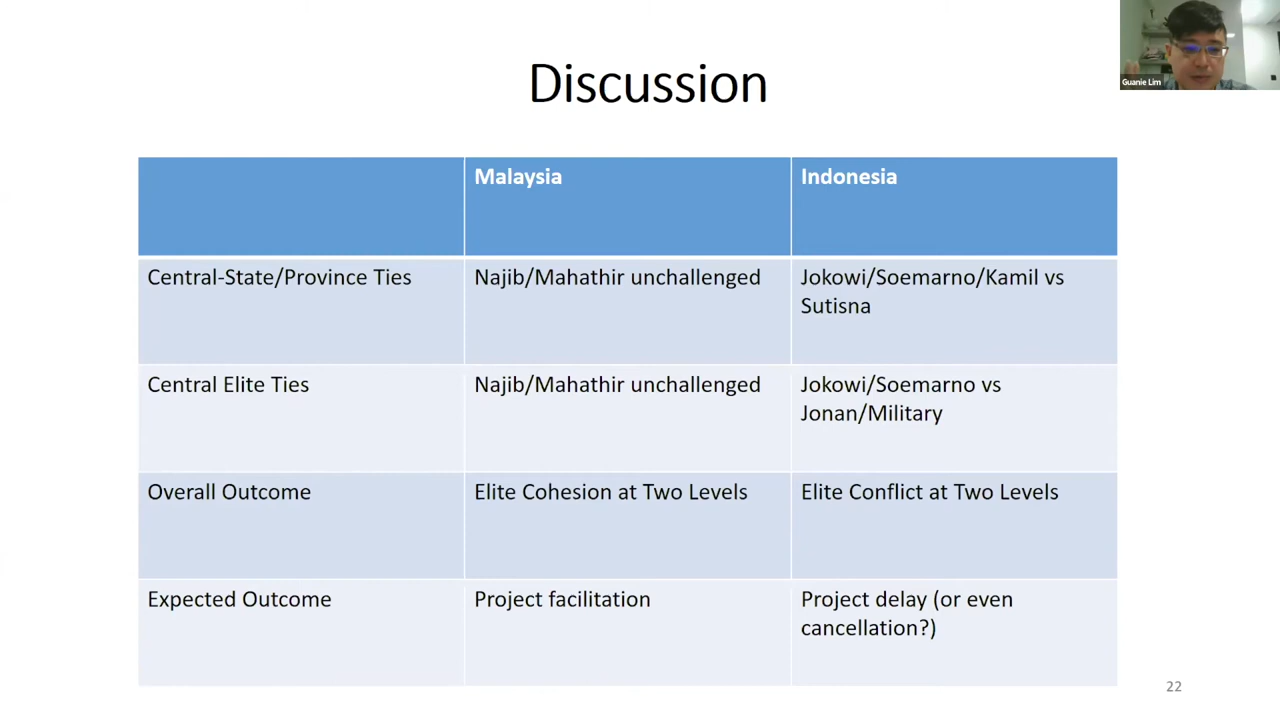 Discussion
Guanie Lim
Malaysia
Indonesia
Central-State/Province Ties
Najib/Mahathir unchallenged
Jokowi/Soemarno/Kamil vs
Sutisna
Central Elite Ties
Najib/Mahathir unchallenged
Jokowi/Soemarno vs
Jonan/Military
Overall Outcome
Elite Cohesion at Two Levels
Elite Conflict at Two Levels
Expected Outcome
Project facilitation
Project delay (or even
cancellation?)
22